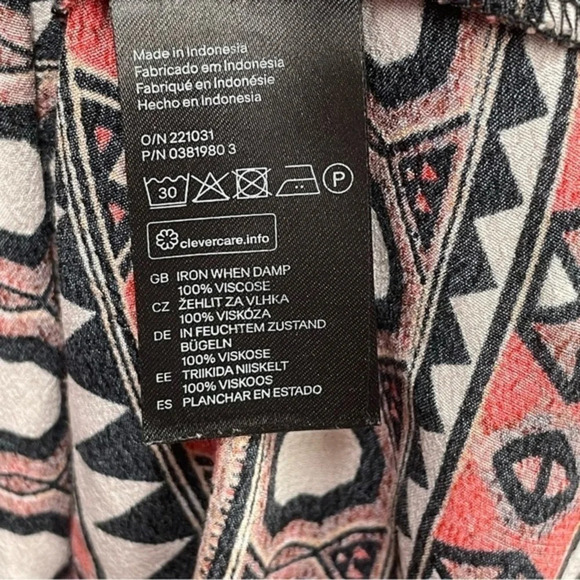 Made in Indonesia
Fabricado em Indonésia
Fabriqué en Indonésie
Hecho en Indonesia
O/N 221031
P/N 0381980 3
30 P
clevercare.info
GB IRON WHEN DAMP
100% VISCOSE
CZ ŽEHLIT ZA VLHKA
100% VISKÓZA
DE IN FEUCHTEM ZUSTAND
BÜGELN
100% VISKOSE
EE TRIIKIDA NIISKELT
100% VISKOOS
ES PLANCHAR EN ESTADO